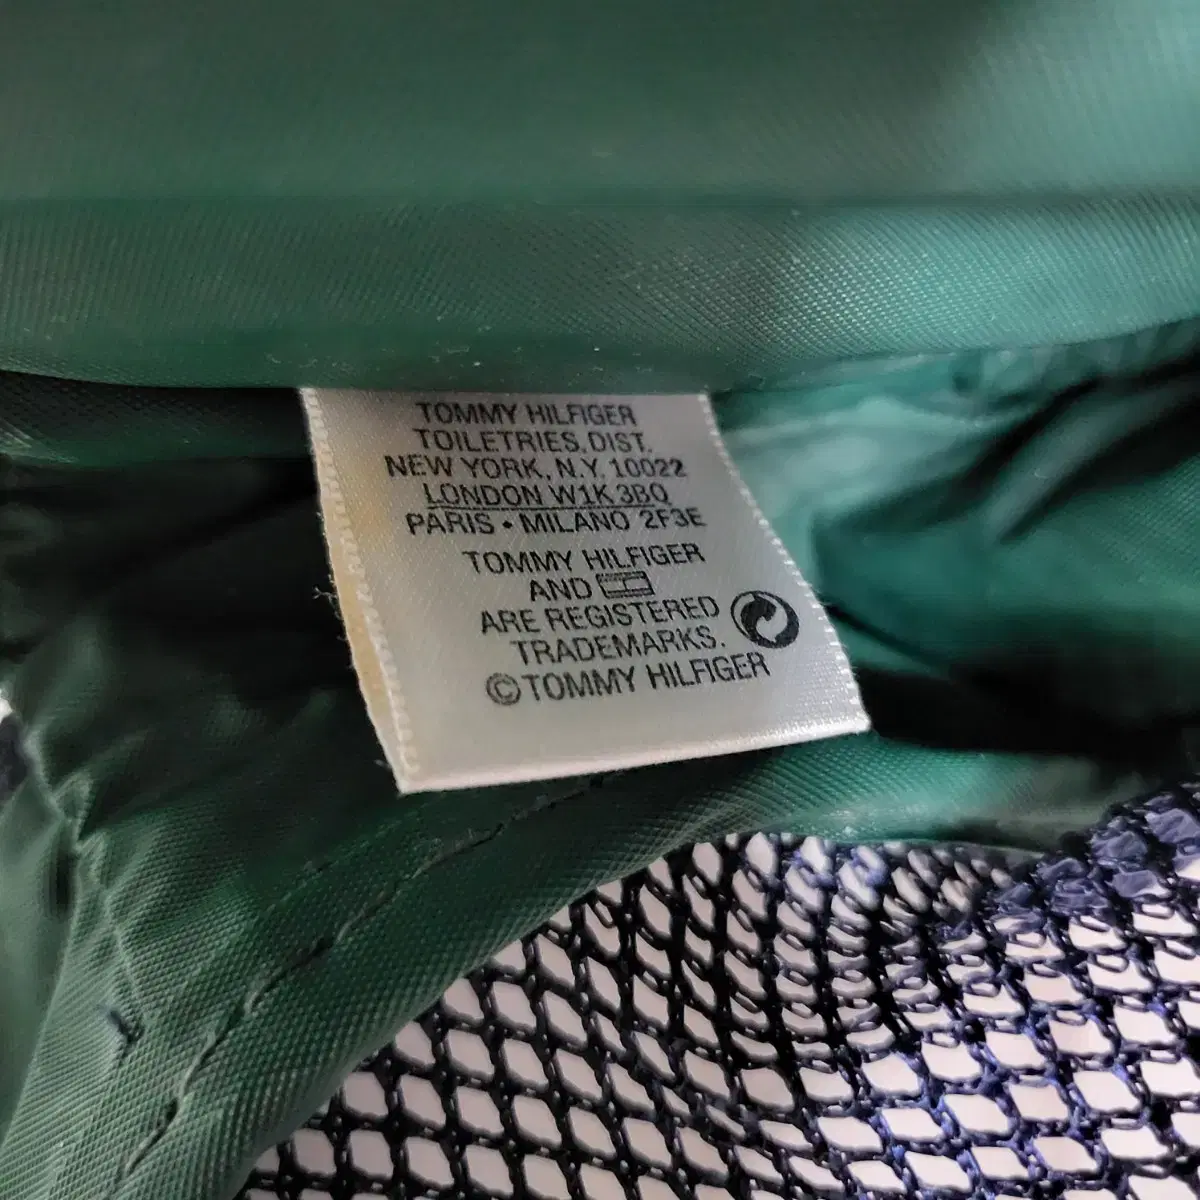 TOMMY HILFIGER
TOILETRIES, DIST.
NEW YORK, N.Y. 10022
LONDON W1K 3BQ
PARIS • MILANO 2F3E
TOMMY HILFIGER
AND
ARE REGISTERED
TRADEMARKS.
©TOMMY HILFIGER